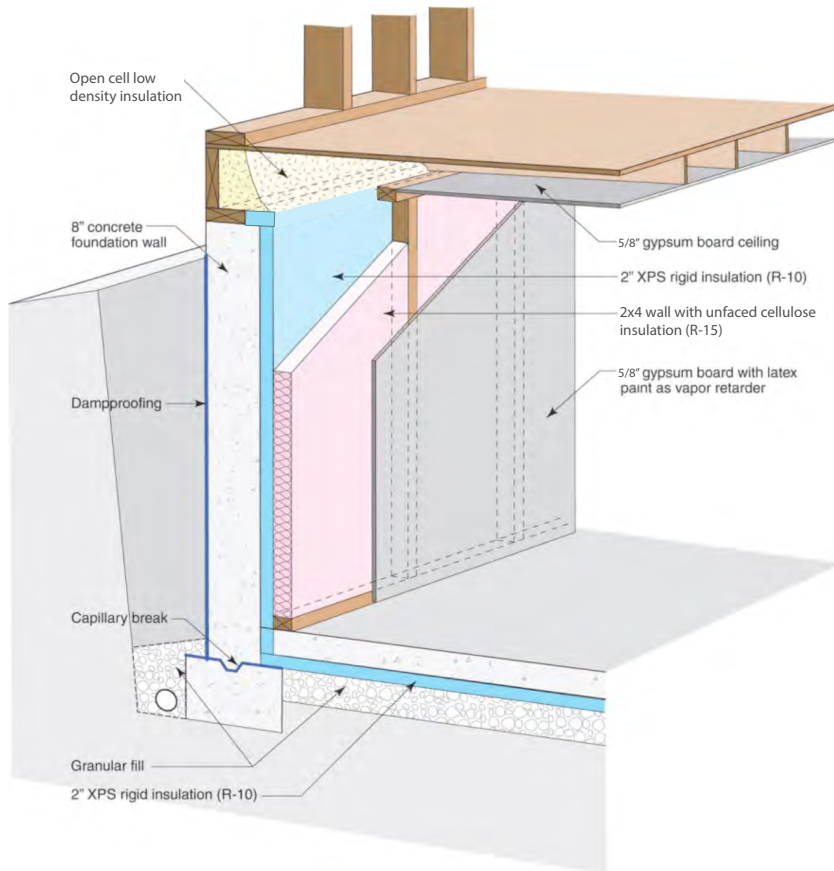 Open cell low
density insulation
8” concrete
foundation wall
5/8” gypsum board ceiling
2” XPS rigid insulation (R-10)
2x4 wall with unfaced cellulose
insulation (R-15)
5/8” gypsum board with latex
paint as vapor retarder
Dampproofing
Capillary break
Granular fill
2” XPS rigid insulation (R-10)